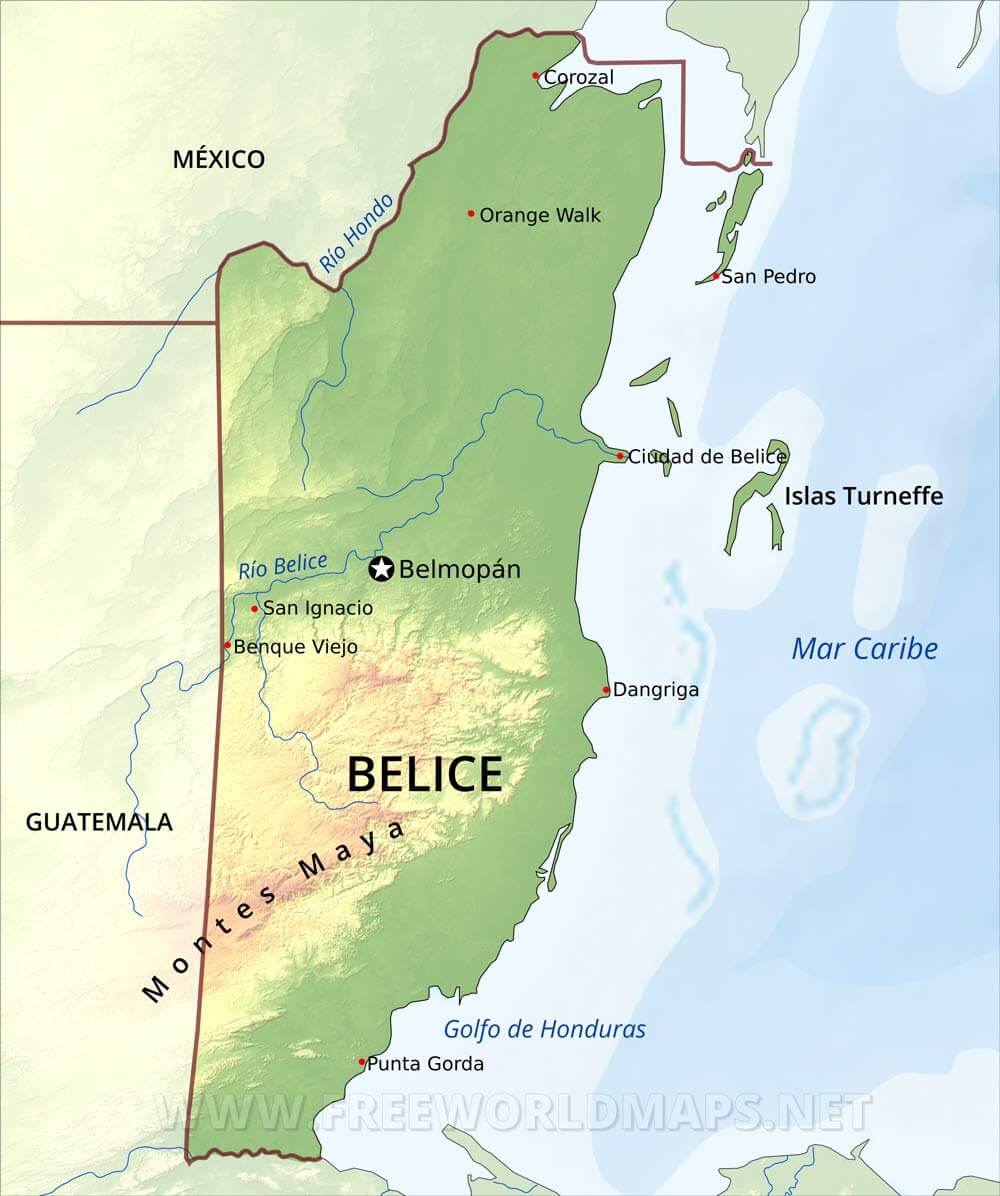 Corozal
MÉXICO
Río Hondo
Orange Walk
San Pedro
Ciudad de Belice
Islas Turneffe
Río Belice
Belmopán
San Ignacio
Benque Viejo
Mar Caribe
Dangriga
BELICE
GUATEMALA
Montes Maya
Golfo de Honduras
Punta Gorda
WWW.FREEWORLDMAPS.NET